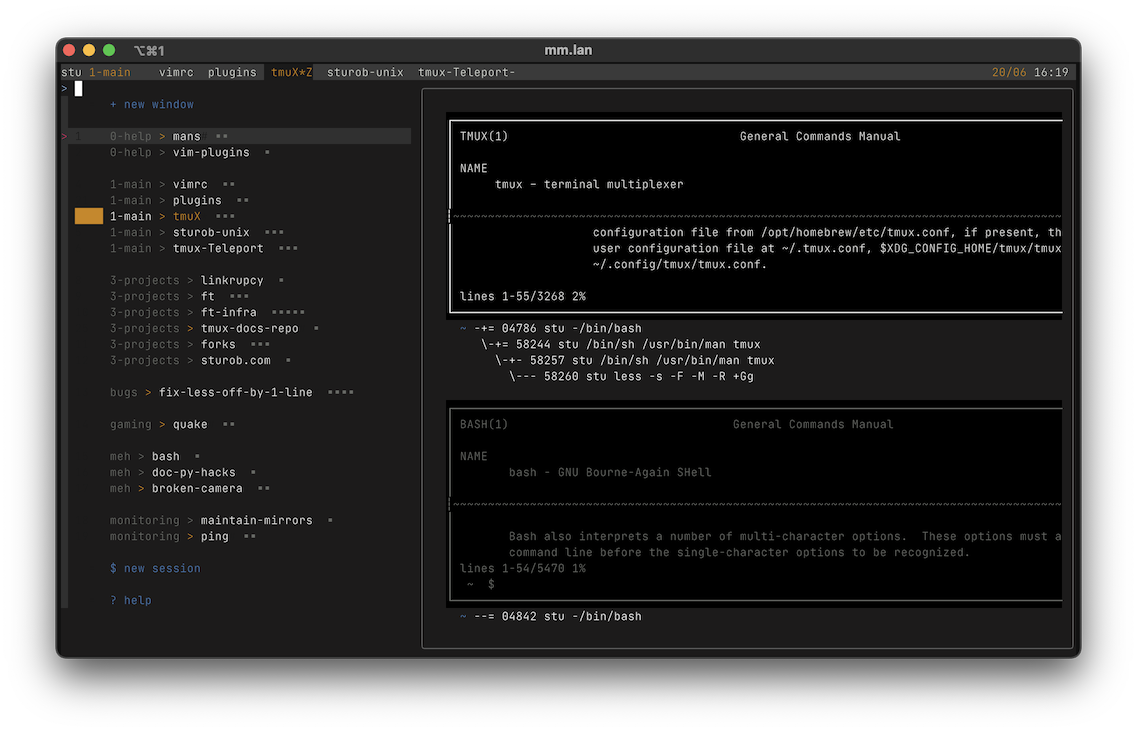 ⌥⌘1 mm.lan
stu 1-main vimrc plugins tmuX*Z sturob-unix tmux-Teleport- 20/06 16:19
>
+ new window
> 1 0-help > mans ▪▪
0-help > vim-plugins ▪
1-main > vimrc ▪▪
1-main > plugins ▪▪
1-main > tmuX ▪▪▪
1-main > sturob-unix ▪▪▪
1-main > tmux-Teleport ▪▪▪
3-projects > linkrupcy ▪
3-projects > ft ▪▪▪
3-projects > ft-infra ▪▪▪▪▪
3-projects > tmux-docs-repo ▪
3-projects > forks ▪▪▪
3-projects > sturob.com ▪
bugs > fix-less-off-by-1-line ▪▪▪▪
gaming > quake ▪▪
meh > bash ▪
meh > doc-py-hacks ▪
meh > broken-camera ▪▪
monitoring > maintain-mirrors ▪
monitoring > ping ▪▪
$ new session
? help
TMUX(1) General Commands Manual
NAME
tmux – terminal multiplexer
configuration file from /opt/homebrew/etc/tmux.conf, if present, th
user configuration file at ~/.tmux.conf, $XDG_CONFIG_HOME/tmux/tmux
~/.config/tmux/tmux.conf.
lines 1-55/3268 2%
~ -+= 04786 stu -/bin/bash
\-+= 58244 stu /bin/sh /usr/bin/man tmux
\-+- 58257 stu /bin/sh /usr/bin/man tmux
\--- 58260 stu less -s -F -M -R +Gg
BASH(1) General Commands Manual
NAME
bash - GNU Bourne-Again SHell
Bash also interprets a number of multi-character options. These options must a
command line before the single-character options to be recognized.
lines 1-54/5470 1%
~ $
~ --= 04842 stu -/bin/bash